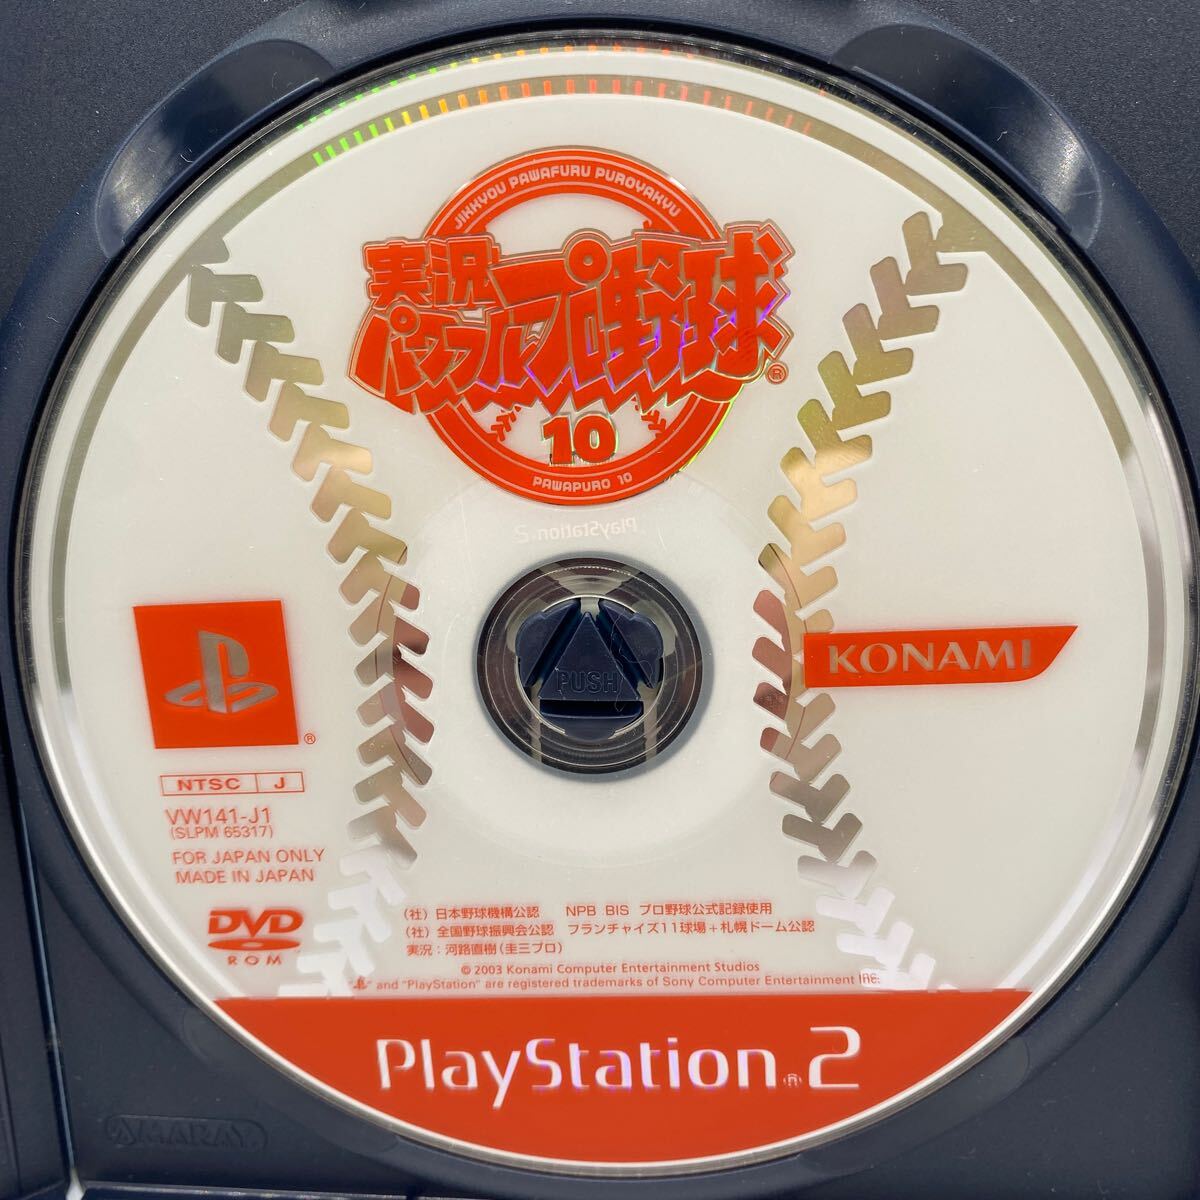 JIKKYOU PAWAFURU PUROYAKYU
実況
パワフルプロ野球®
10
PAWAPURO 10
PlayStation 2
PUSH
KONAMI
®
NTSC J
VW141-J1
(SLPM 65317)
FOR JAPAN ONLY
MADE IN JAPAN
DVD
ROM
(社) 日本野球機構公認 NPB BIS プロ野球公式記録使用
(社) 全国野球振興会公認 フランチャイズ11球場+札幌ドーム公認
実況:河路直樹(圭三プロ)
© 2003 Konami Computer Entertainment Studios
" " and "PlayStation" are registered trademarks of Sony Computer Entertainment Inc.
PlayStation®2
AMARAY